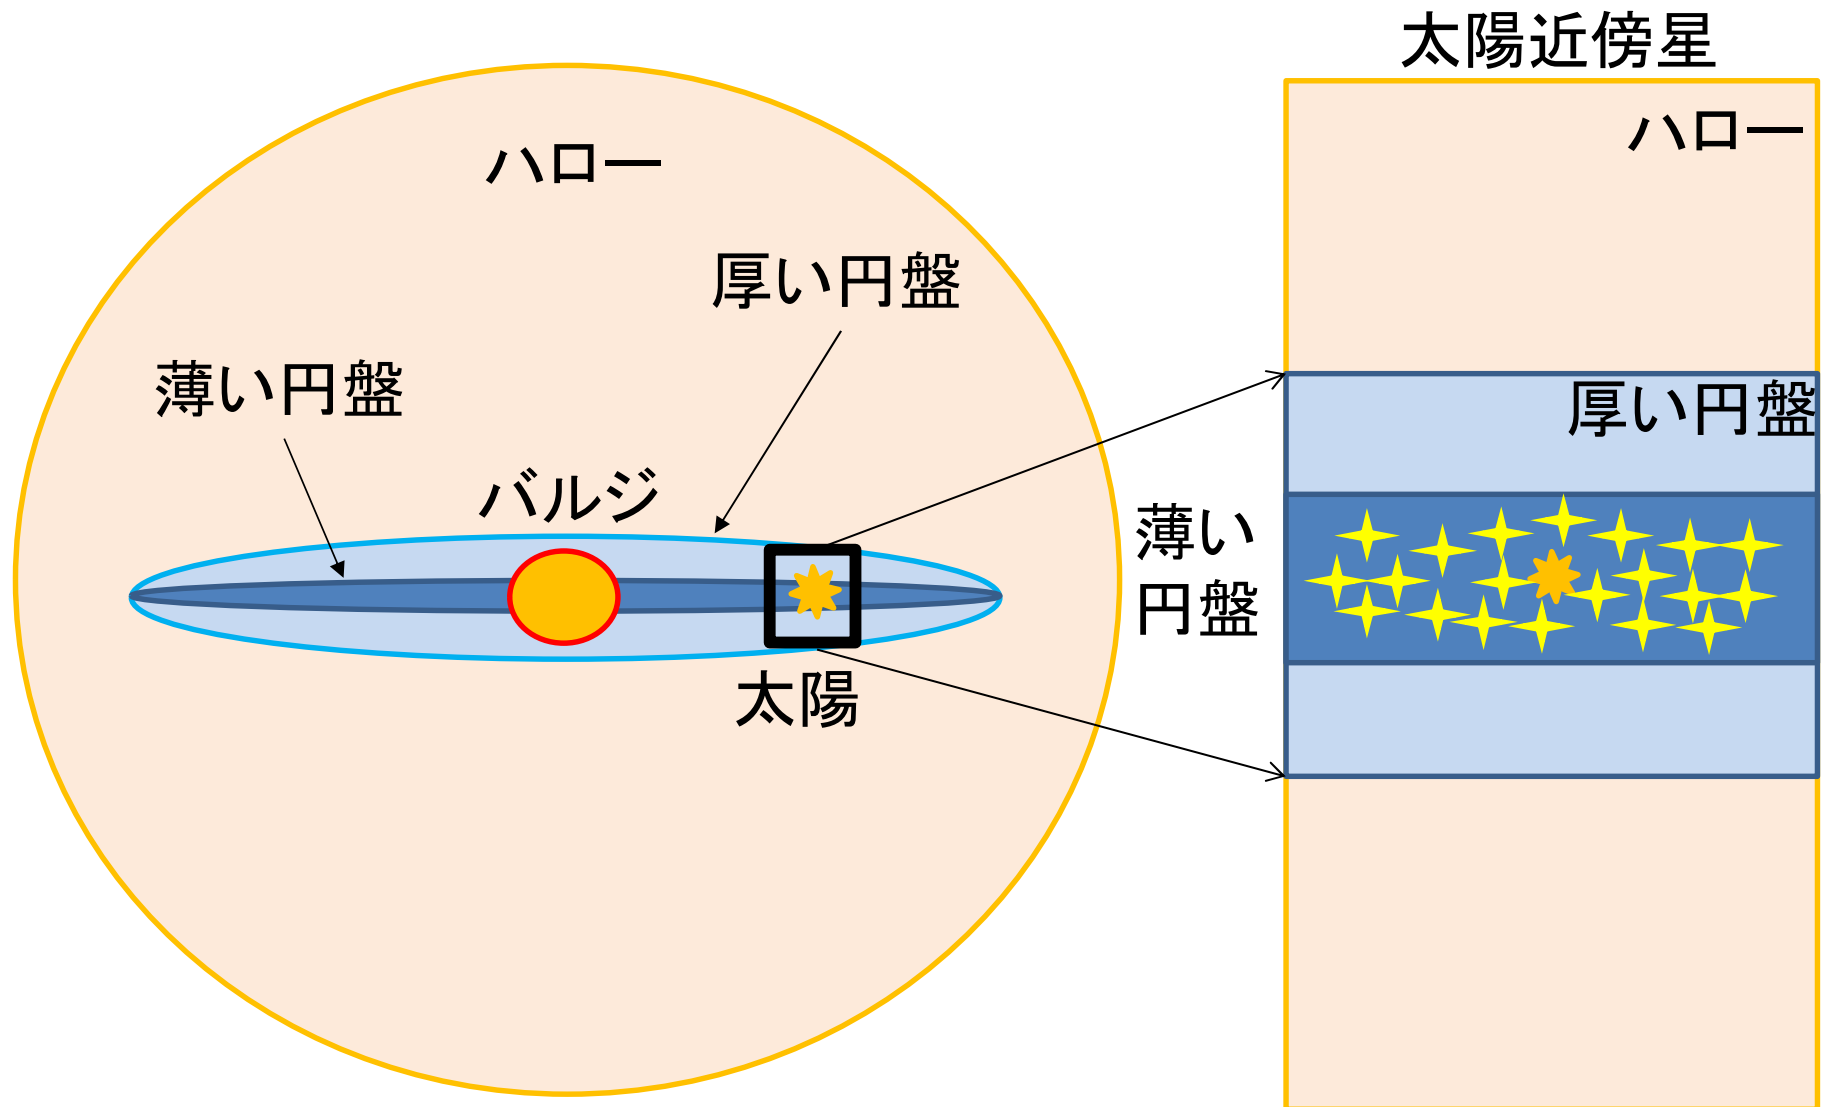 太陽近傍星
ハロー
ハロー
厚い円盤
薄い円盤
厚い円盤
バルジ
薄い
円盤
太陽